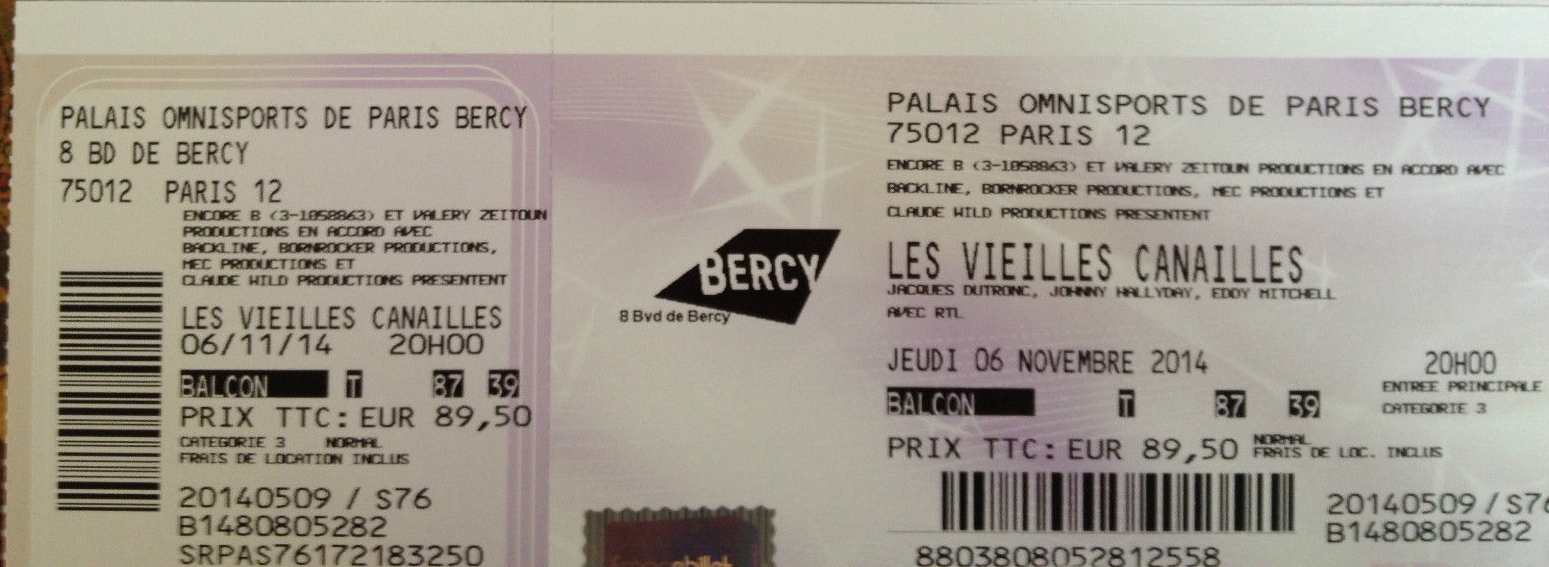 PALAIS OMNISPORTS DE PARIS BERCY
8 BD DE BERCY
75012 PARIS 12
ENCORE B (3-1058863) ET VALERY ZEITOUN
PRODUCTIONS EN ACCORD AVEC
BACKLINE, BORNROCKER PRODUCTIONS,
MEC PRODUCTIONS ET
CLAUDE WILD PRODUCTIONS PRESENTENT
LES VIEILLES CANAILLES
06/11/14 20H00
BALCON T 87 39
PRIX TTC: EUR 89,50
CATEGORIE 3 NORMAL
FRAIS DE LOCATION INCLUS
20140509 / S76
B1480805282
SRPAS76172183250
BERCY
8 Bvd de Bercy
PALAIS OMNISPORTS DE PARIS BERCY
75012 PARIS 12
ENCORE B (3-1058863) ET VALERY ZEITOUN PRODUCTIONS EN ACCORD AVEC
BACKLINE, BORNROCKER PRODUCTIONS, MEC PRODUCTIONS ET
CLAUDE WILD PRODUCTIONS PRESENTENT
LES VIEILLES CANAILLES
JACQUES DUTRONC, JOHNNY HALLYDAY, EDDY MITCHELL
AVEC RTL
JEUDI 06 NOVEMBRE 2014 20H00
ENTREE PRINCIPALE
BALCON T 87 39 CATEGORIE 3
PRIX TTC: EUR 89,50 NORMAL
FRAIS DE LOC. INCLUS
20140509 / S76
B1480805282
8803808052812558